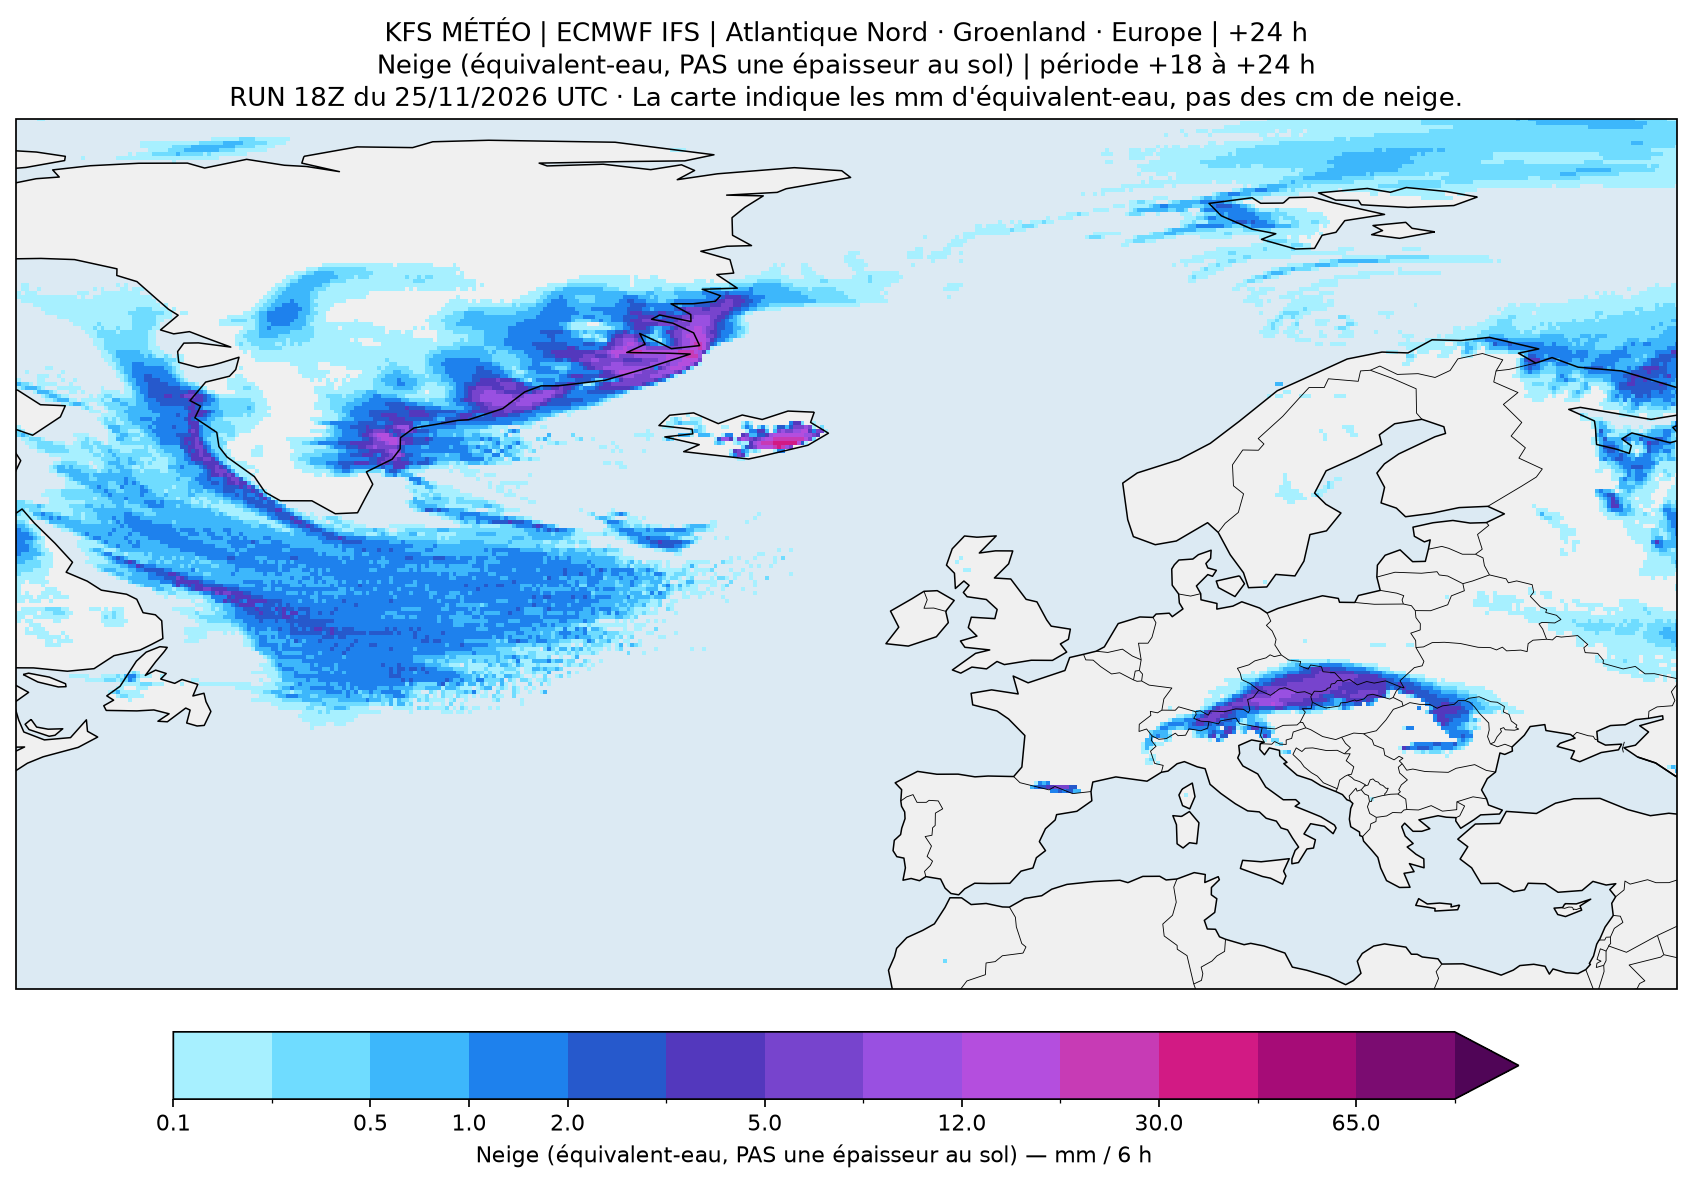 KFS MÉTÉO | ECMWF IFS | Atlantique Nord · Groenland · Europe | +24 h
Neige (équivalent-eau, PAS une épaisseur au sol) | période +18 à +24 h
RUN 18Z du 25/11/2026 UTC · La carte indique les mm d'équivalent-eau, pas des cm de neige.
0.1 0.5 1.0 2.0 5.0 12.0 30.0 65.0
Neige (équivalent-eau, PAS une épaisseur au sol) — mm / 6 h